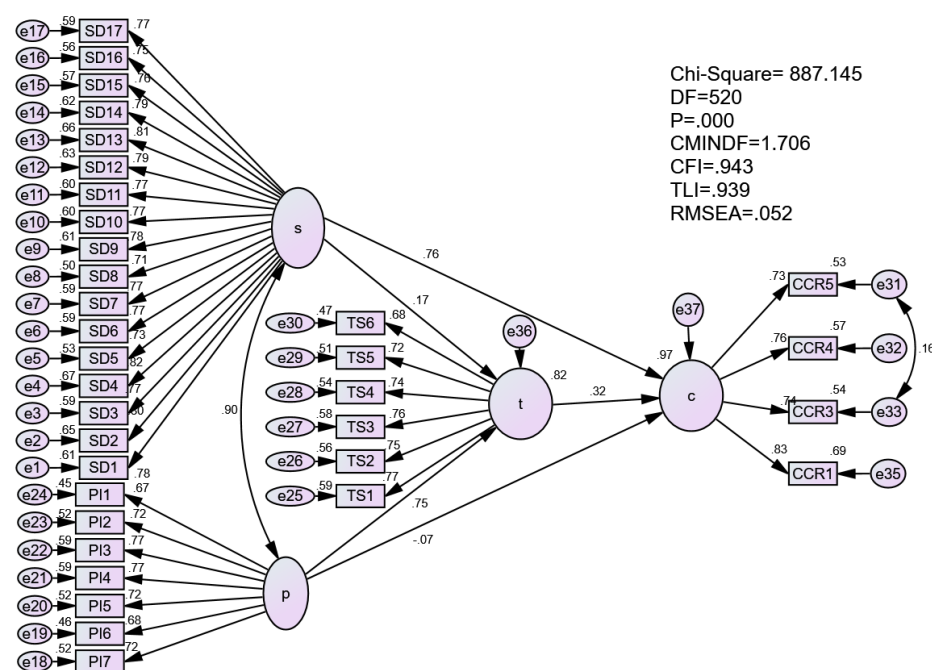 Chi-Square= 887.145
DF=520
P=.000
CMINDF=1.706
CFI=.943
TLI=.939
RMSEA=.052
e17 .59 SD17 .77
e16 .56 SD16 .75
e15 .57 SD15 .76
e14 .62 SD14 .79
e13 .66 SD13 .81
e12 .63 SD12 .79
e11 .60 SD11 .77
e10 .60 SD10 .77
e9 .61 SD9 .78
e8 .50 SD8 .71
e7 .59 SD7 .77
e6 .59 SD6 .77
e5 .53 SD5 .73
e4 .67 SD4 .82
e3 .59 SD3 .77
e2 .65 SD2 .80
e1 .61 SD1 .78
e24 .45 PI1 .67
e23 .52 PI2 .72
e22 .59 PI3 .77
e21 .59 PI4 .77
e20 .52 PI5 .72
e19 .46 PI6 .68
e18 .52 PI7 .72
s
p
.90
e30 .47 TS6 .68
e29 .51 TS5 .72
e28 .54 TS4 .74
e27 .58 TS3 .76
e26 .56 TS2 .75
e25 .59 TS1 .77
.76
.17
e36
t .82
.32
.75
-.07
e37
.97
c
.73 CCR5 .53 e31
.76 CCR4 .57 e32
.74 CCR3 .54 e33
.83 CCR1 .69 e35
.16